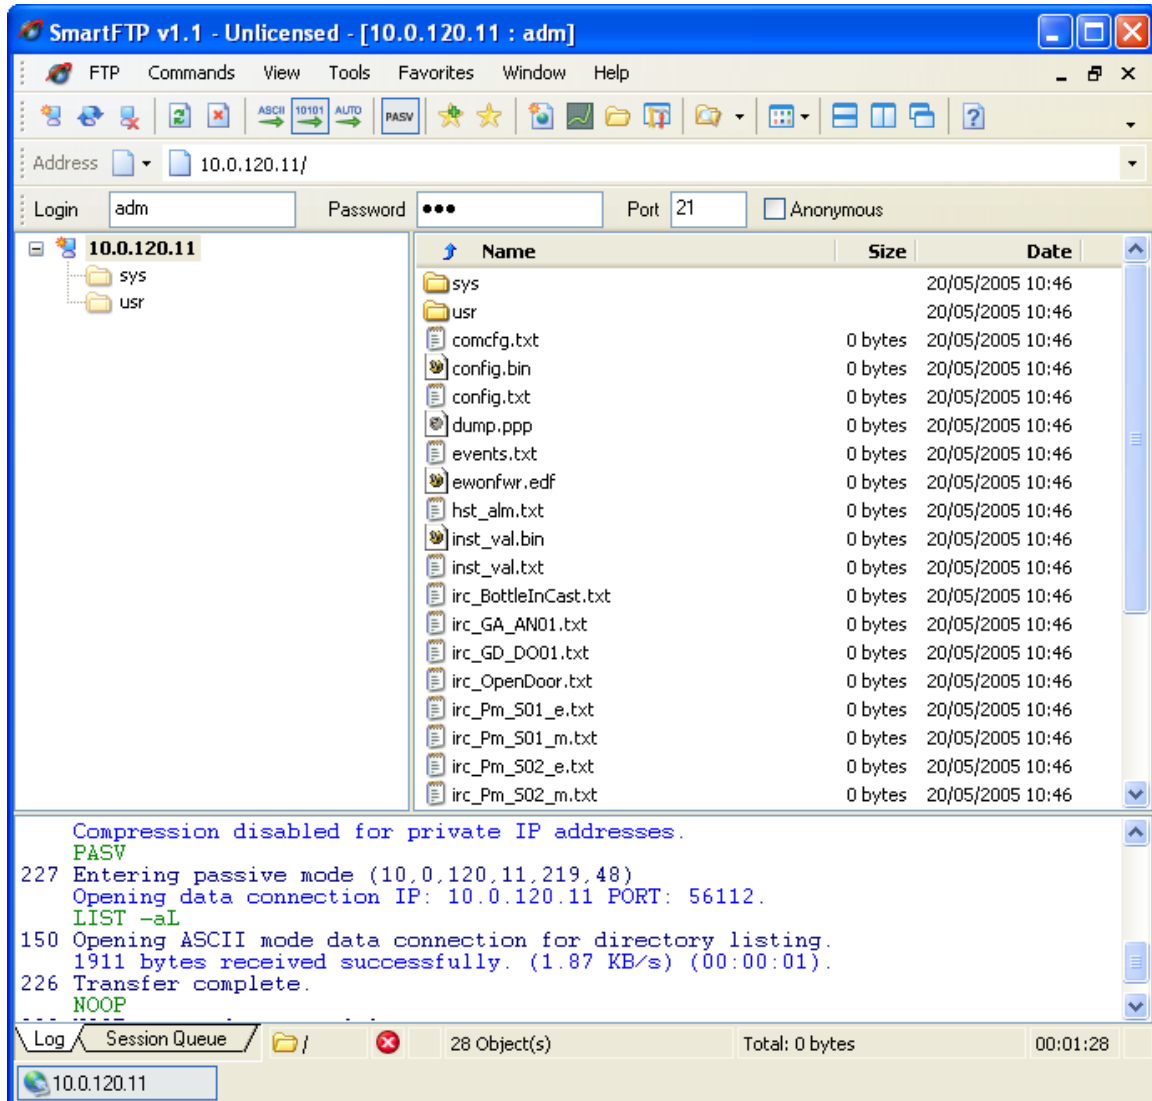 SmartFTP v1.1 - Unlicensed - [10.0.120.11 : adm]
FTP Commands View Tools Favorites Window Help
ASCII 10101 AUTO PASV
Address 10.0.120.11/
Login adm Password ●●● Port 21 Anonymous
10.0.120.11
sys
usr
Name Size Date
sys 20/05/2005 10:46
usr 20/05/2005 10:46
comcfg.txt 0 bytes 20/05/2005 10:46
config.bin 0 bytes 20/05/2005 10:46
config.txt 0 bytes 20/05/2005 10:46
dump.ppp 0 bytes 20/05/2005 10:46
events.txt 0 bytes 20/05/2005 10:46
ewonfwr.edf 0 bytes 20/05/2005 10:46
hst_alm.txt 0 bytes 20/05/2005 10:46
inst_val.bin 0 bytes 20/05/2005 10:46
inst_val.txt 0 bytes 20/05/2005 10:46
irc_BottleInCast.txt 0 bytes 20/05/2005 10:46
irc_GA_AN01.txt 0 bytes 20/05/2005 10:46
irc_GD_DO01.txt 0 bytes 20/05/2005 10:46
irc_OpenDoor.txt 0 bytes 20/05/2005 10:46
irc_Pm_S01_e.txt 0 bytes 20/05/2005 10:46
irc_Pm_S01_m.txt 0 bytes 20/05/2005 10:46
irc_Pm_S02_e.txt 0 bytes 20/05/2005 10:46
irc_Pm_S02_m.txt 0 bytes 20/05/2005 10:46
Compression disabled for private IP addresses.
PASV
227 Entering passive mode (10,0,120,11,219,48)
Opening data connection IP: 10.0.120.11 PORT: 56112.
LIST -aL
150 Opening ASCII mode data connection for directory listing.
1911 bytes received successfully. (1.87 KB/s) (00:00:01).
226 Transfer complete.
NOOP
Log Session Queue / 28 Object(s) Total: 0 bytes 00:01:28
10.0.120.11